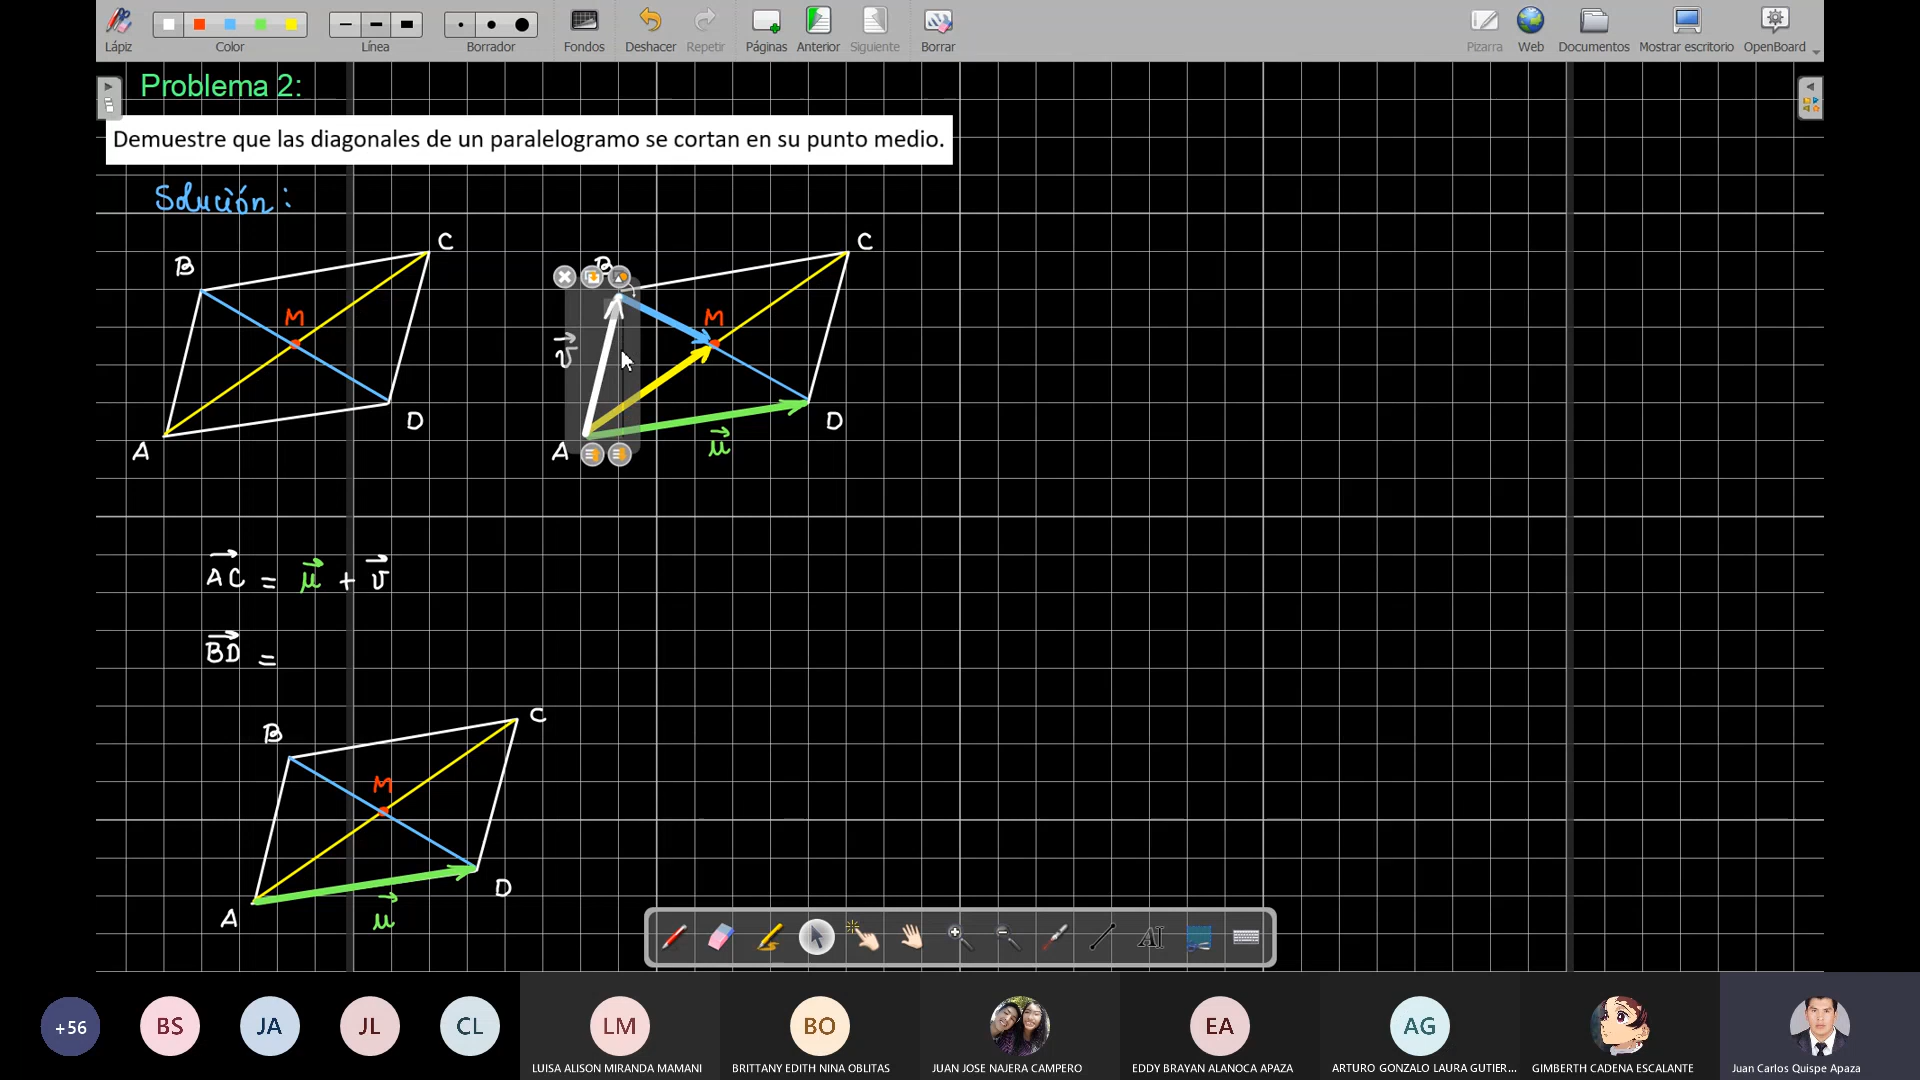 Lápiz
Color
Línea
Borrador
Fondos
Deshacer
Repetir
Páginas
Anterior
Siguiente
Borrar
Pizarra
Web
Documentos
Mostrar escritorio
OpenBoard
Problema 2:
Demuestre que las diagonales de un paralelogramo se cortan en su punto medio.
Solución:
B C
M
A D
B C
M
v⃗
A D
μ⃗
A⃗C⃗ = μ⃗ + v⃗
B⃗D⃗ =
B C
M
A D
μ⃗
AI
+56
BS
JA
JL
CL
LM
LUISA ALISON MIRANDA MAMANI
BO
BRITTANY EDITH NINA OBLITAS
JUAN JOSE NAJERA CAMPERO
EA
EDDY BRAYAN ALANOCA APAZA
AG
ARTURO GONZALO LAURA GUTIER...
GIMBERTH CADENA ESCALANTE
Juan Carlos Quispe Apaza